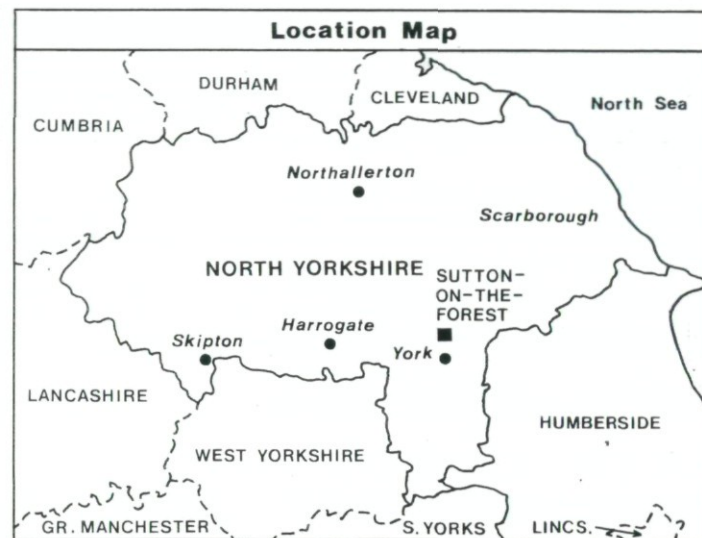 Location Map
DURHAM
CLEVELAND
North Sea
CUMBRIA
Northallerton
Scarborough
NORTH YORKSHIRE
SUTTON-
ON-THE-
FOREST
Harrogate
Skipton
York
LANCASHIRE
HUMBERSIDE
WEST YORKSHIRE
GR. MANCHESTER
S. YORKS
LINCS.